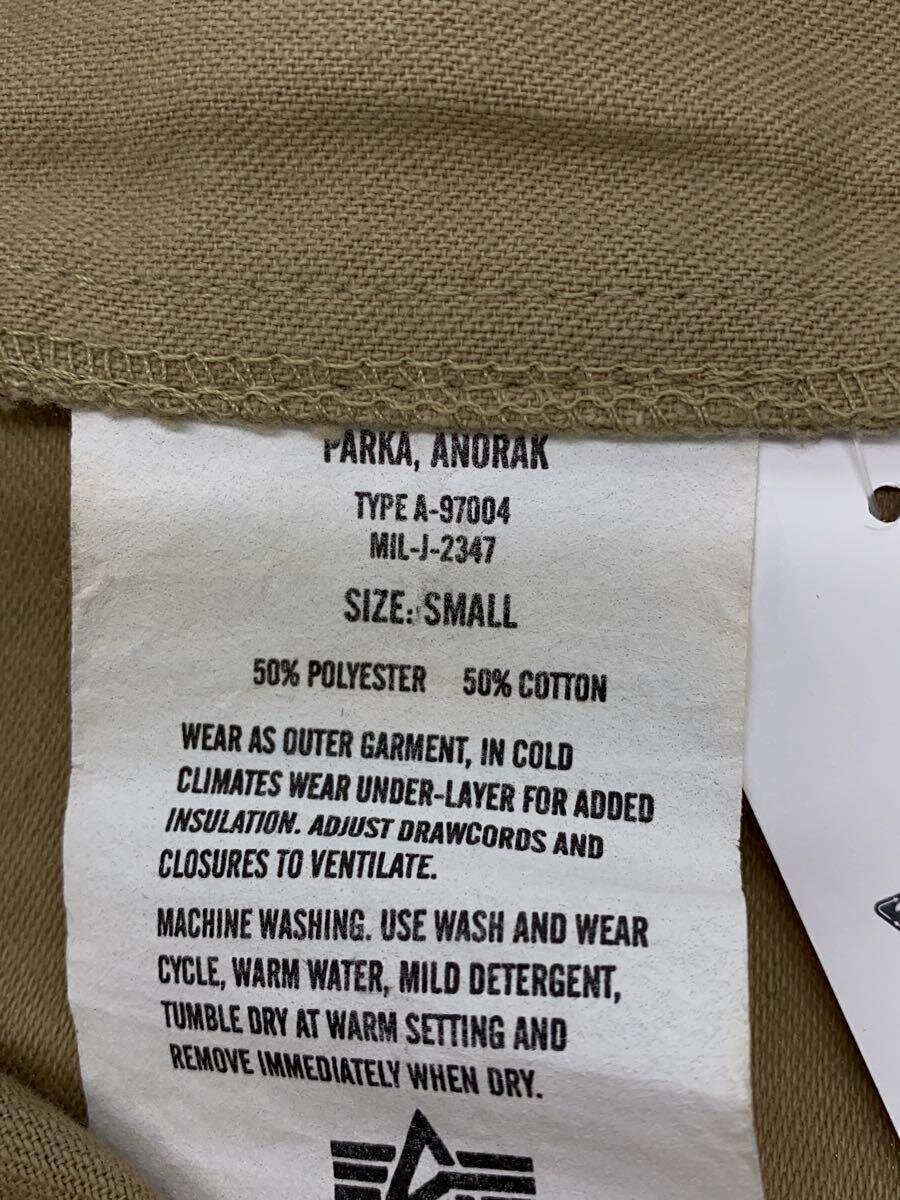 PARKA, ANORAK
TYPE A-97004
MIL-J-2347
SIZE: SMALL
50% POLYESTER 50% COTTON
WEAR AS OUTER GARMENT, IN COLD
CLIMATES WEAR UNDER-LAYER FOR ADDED
INSULATION. ADJUST DRAWCORDS AND
CLOSURES TO VENTILATE.
MACHINE WASHING. USE WASH AND WEAR
CYCLE, WARM WATER, MILD DETERGENT,
TUMBLE DRY AT WARM SETTING AND
REMOVE IMMEDIATELY WHEN DRY.